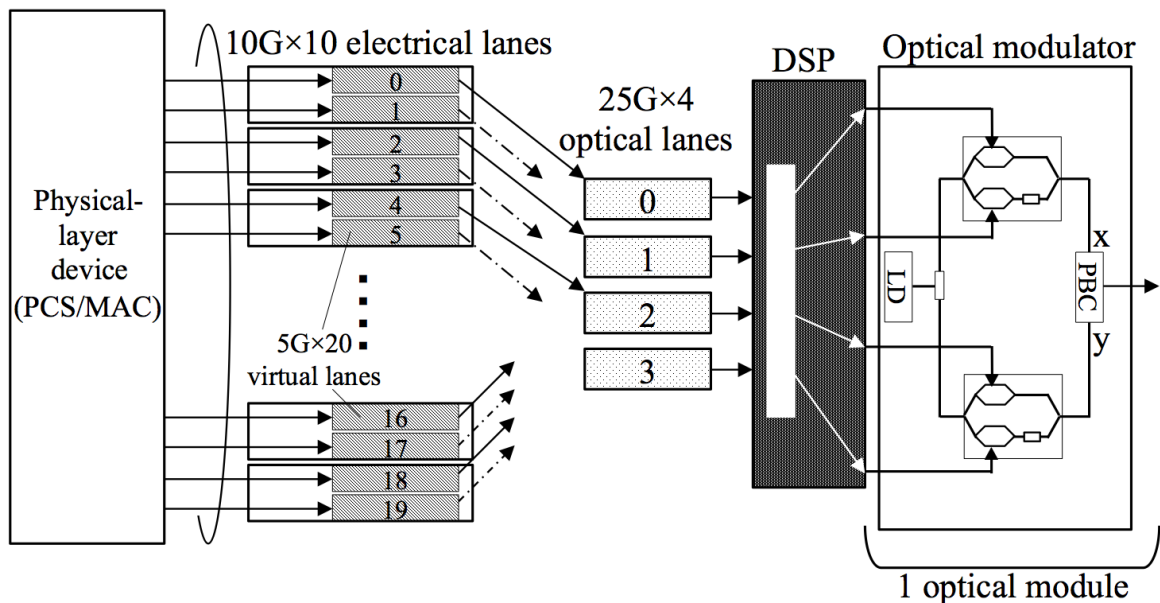 10G×10 electrical lanes
Optical modulator
DSP
25G×4
optical lanes
0
1
2
3
4
5
Physical-
layer
device
(PCS/MAC)
5G×20
virtual lanes
16
17
18
19
0
1
2
3
LD
x
PBC
y
1 optical module